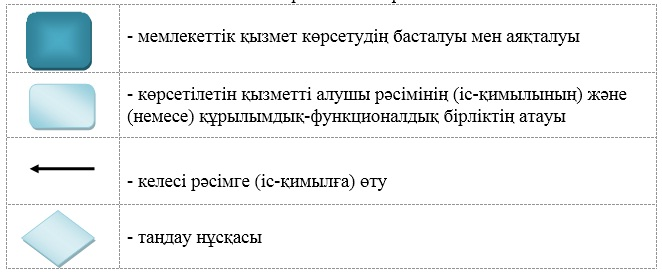 - мемлекеттік қызмет көрсетудің басталуы мен аяқталуы
- көрсетілетін қызметті алушы рәсімінің (іс-қимылының) және
(немесе) құрылымдық-функционалдық бірліктің атауы
- келесі рәсімге (іс-қимылға) өту
- таңдау нұсқасы